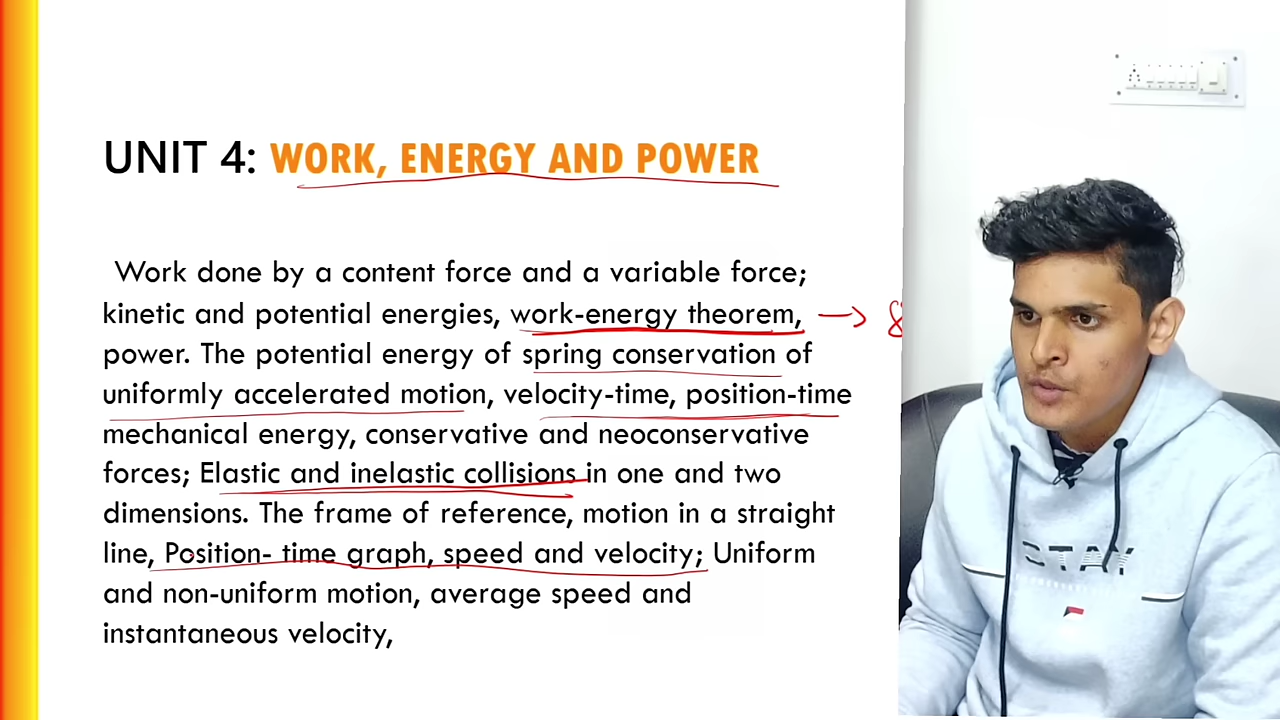 UNIT 4: WORK, ENERGY AND POWER
Work done by a content force and a variable force;
kinetic and potential energies, work-energy theorem, → 8
power. The potential energy of spring conservation of
uniformly accelerated motion, velocity-time, position-time
mechanical energy, conservative and neoconservative
forces; Elastic and inelastic collisions in one and two
dimensions. The frame of reference, motion in a straight
line, Position- time graph, speed and velocity; Uniform
and non-uniform motion, average speed and
instantaneous velocity,
STAY